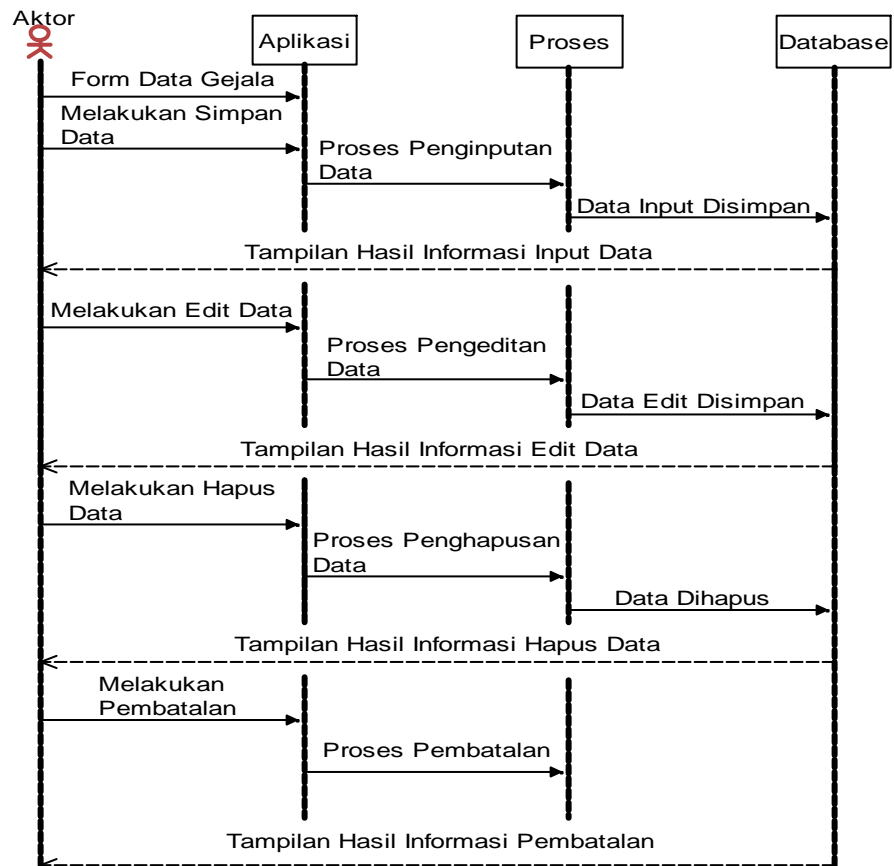 Aktor
Aplikasi
Proses
Database
Form Data Gejala
Melakukan Simpan
Data
Proses Penginputan
Data
Data Input Disimpan
Tampilan Hasil Informasi Input Data
Melakukan Edit Data
Proses Pengeditan
Data
Data Edit Disimpan
Tampilan Hasil Informasi Edit Data
Melakukan Hapus
Data
Proses Penghapusan
Data
Data Dihapus
Tampilan Hasil Informasi Hapus Data
Melakukan
Pembatalan
Proses Pembatalan
Tampilan Hasil Informasi Pembatalan